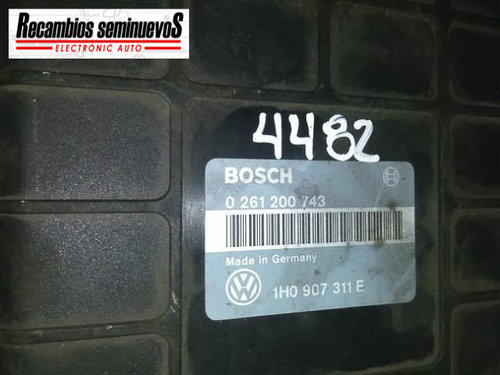 Recambios seminuevoS
ELECTRONIC AUTO
4482
BOSCH
0 261 200 743
Made in Germany
1H0 907 311 E